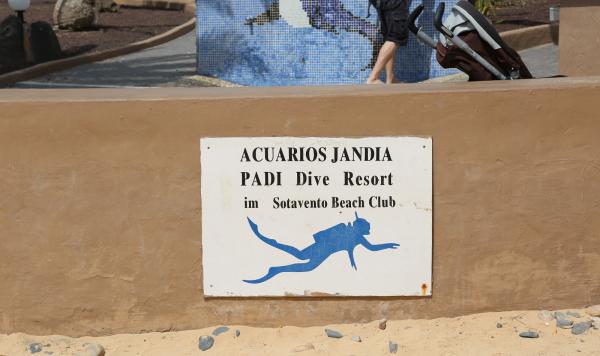 ACUARIOS JANDIA
PADI Dive Resort
im Sotavento Beach Club